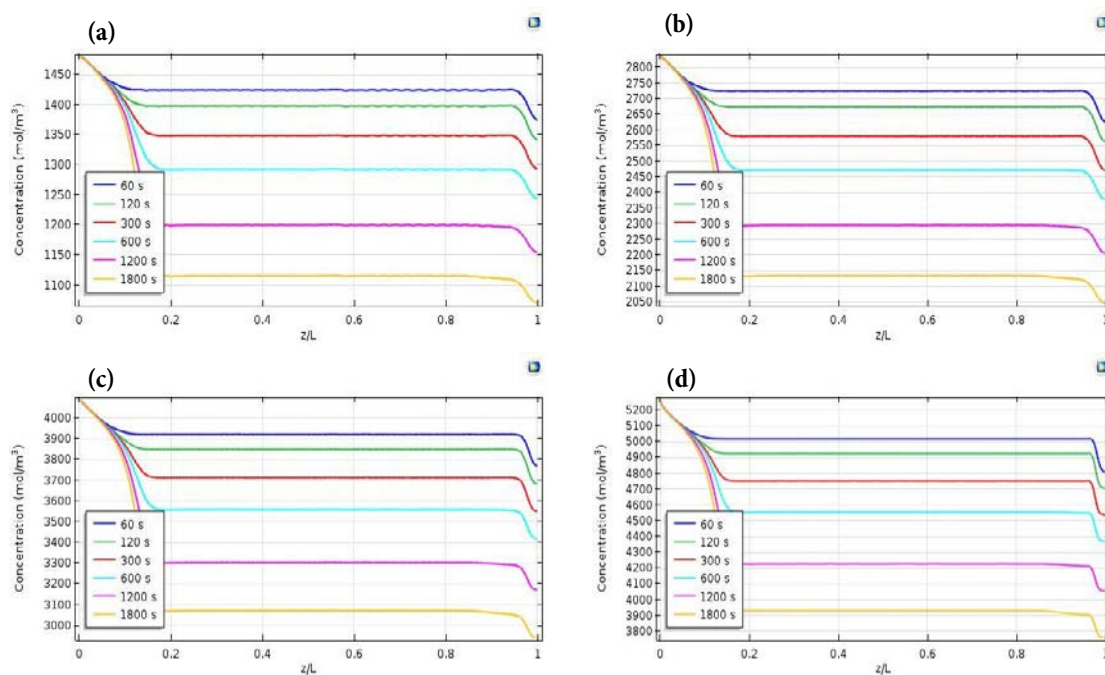 (a)
Concentration (mol/m³)
1450
1400
1350
1300
1200
1150
1100
60 s
120 s
300 s
600 s
1200 s
1800 s
0 0.2 0.4 0.6 0.8 1
z/L
(b)
Concentration (mol/m³)
2800
2750
2700
2650
2600
2550
2500
2450
2400
2350
2300
2250
2200
2150
2100
2050
60 s
120 s
300 s
600 s
1200 s
1800 s
0 0.2 0.4 0.6 0.8 1
z/L
(c)
Concentration (mol/m³)
4000
3900
3800
3700
3600
3500
3400
3300
3200
3100
3000
60 s
120 s
300 s
600 s
1200 s
1800 s
0 0.2 0.4 0.6 0.8 1
z/L
(d)
Concentration (mol/m³)
5200
5100
5000
4900
4800
4700
4600
4500
4400
4300
4200
4100
4000
3900
3800
60 s
120 s
300 s
600 s
1200 s
1800 s
0 0.2 0.4 0.6 0.8 1
z/L